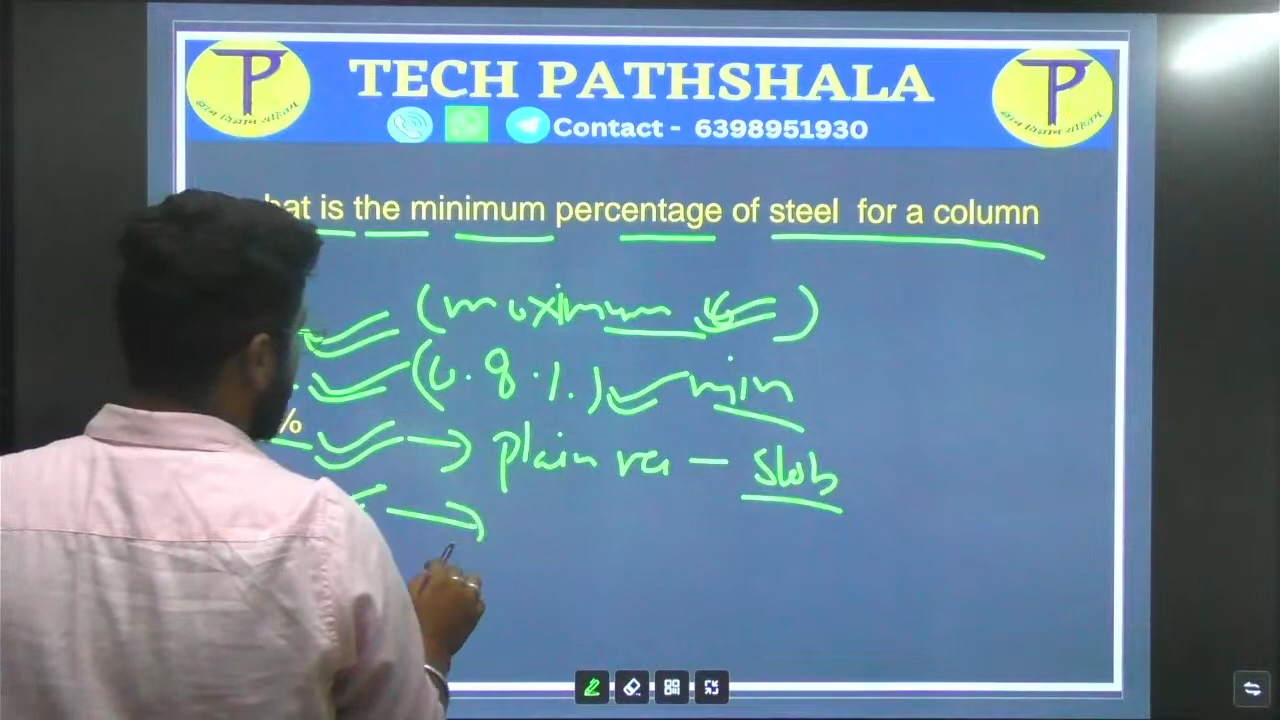 TECH PATHSHALA
Contact - 6398951930
hat is the minimum percentage of steel for a column
(maximum )
(0.8%) min
%
plain - slab